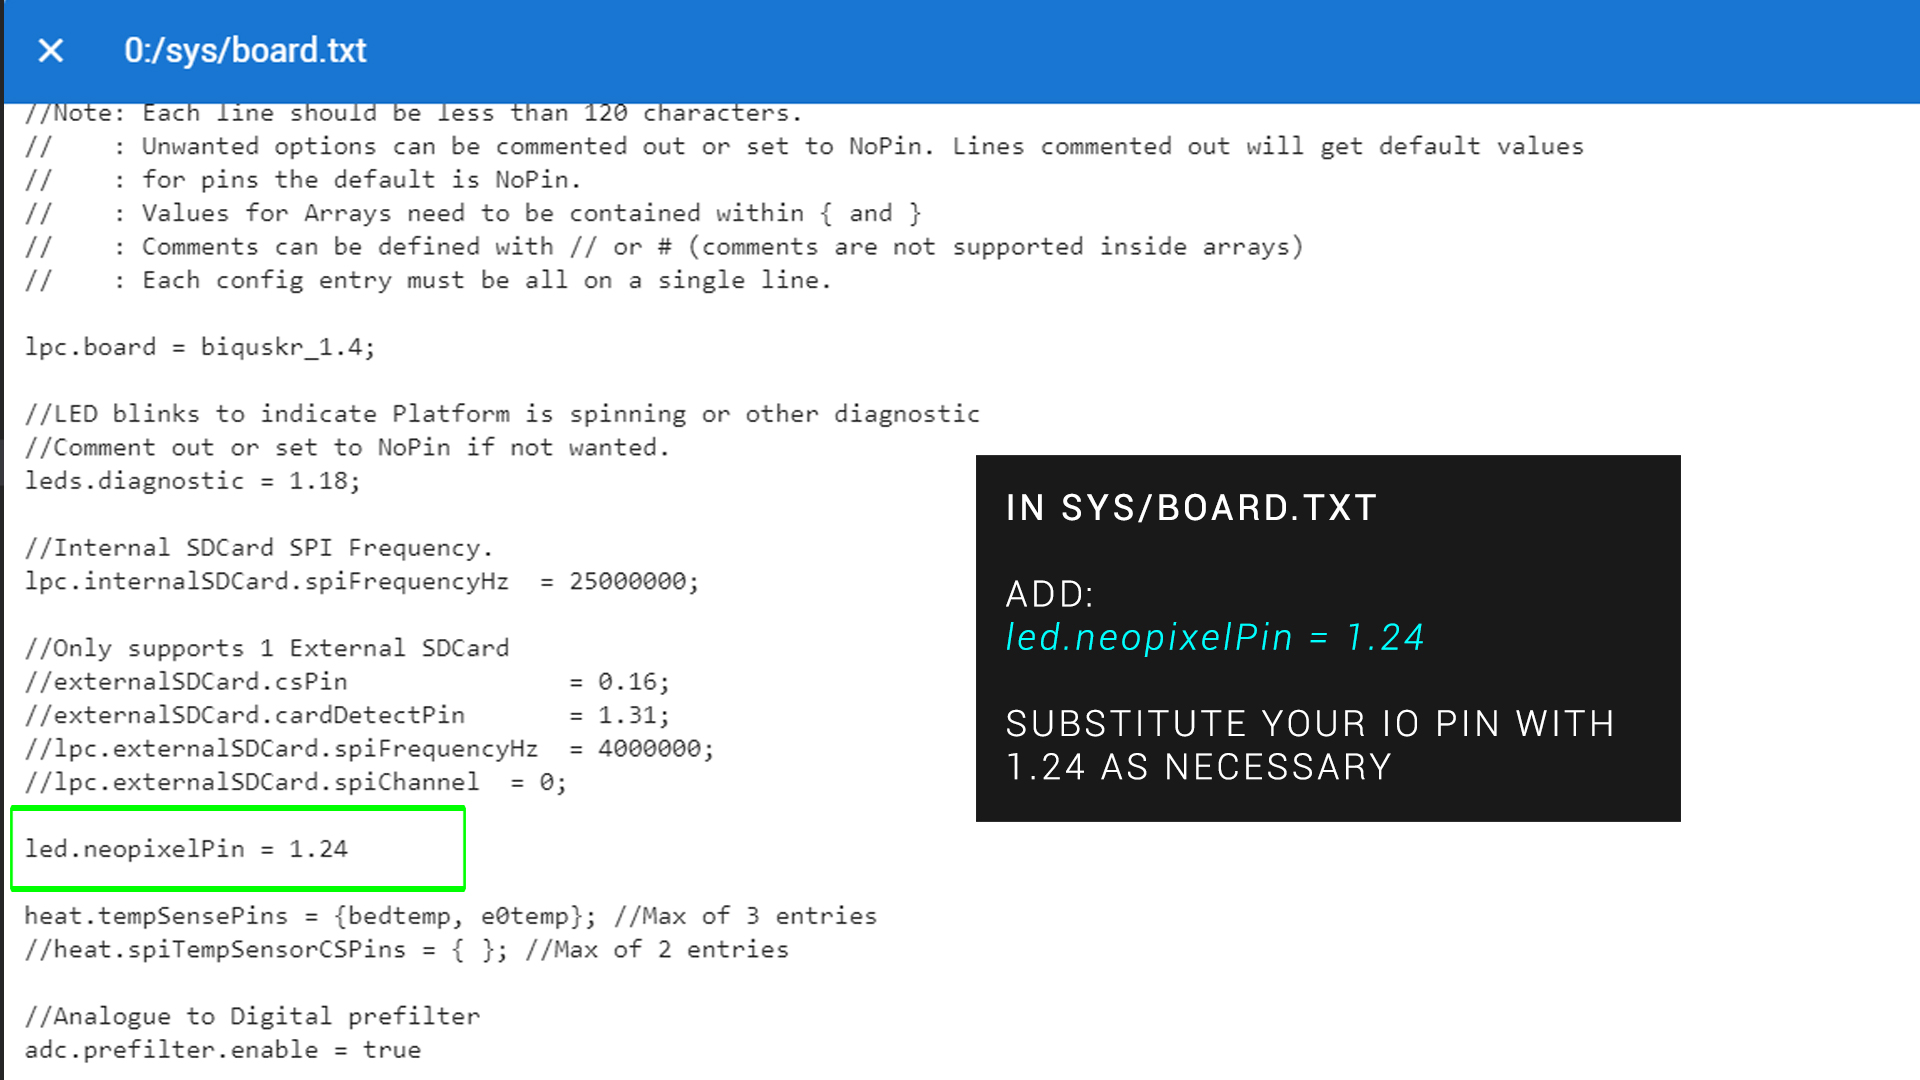 0:/sys/board.txt
//Note: Each line should be less than 120 characters.
//    : Unwanted options can be commented out or set to NoPin. Lines commented out will get default values
//    : for pins the default is NoPin.
//    : Values for Arrays need to be contained within { and }
//    : Comments can be defined with // or # (comments are not supported inside arrays)
//    : Each config entry must be all on a single line.
lpc.board = biquskr_1.4;
//LED blinks to indicate Platform is spinning or other diagnostic
//Comment out or set to NoPin if not wanted.
leds.diagnostic = 1.18;
//Internal SDCard SPI Frequency.
lpc.internalSDCard.spiFrequencyHz  = 25000000;
//Only supports 1 External SDCard
//externalSDCard.csPin               = 0.16;
//externalSDCard.cardDetectPin       = 1.31;
//lpc.externalSDCard.spiFrequencyHz  = 4000000;
//lpc.externalSDCard.spiChannel  = 0;
led.neopixelPin = 1.24
heat.tempSensePins = {bedtemp, e0temp}; //Max of 3 entries
//heat.spiTempSensorCSPins = { }; //Max of 2 entries
//Analogue to Digital prefilter
adc.prefilter.enable = true
IN SYS/BOARD.TXT
ADD:
led.neopixelPin = 1.24
SUBSTITUTE YOUR IO PIN WITH
1.24 AS NECESSARY